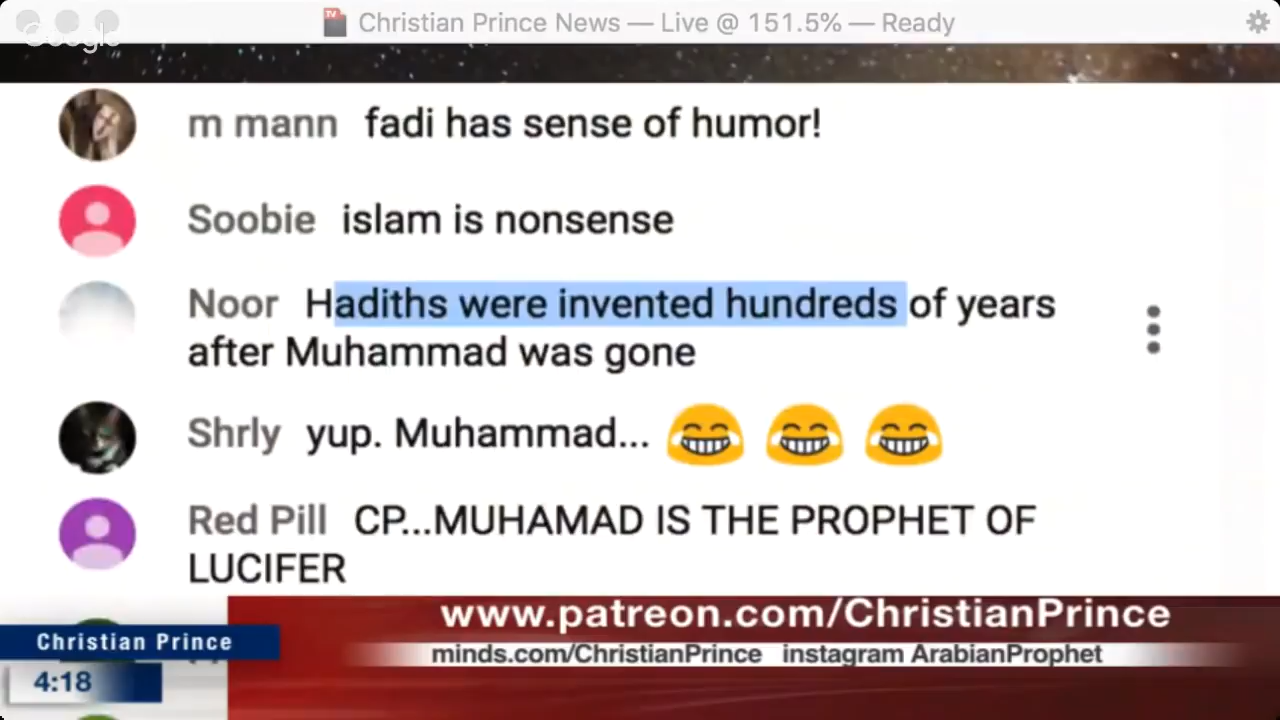 Christian Prince News — Live @ 151.5% — Ready
Google
m mann fadi has sense of humor!
Soobie islam is nonsense
Noor Hadiths were invented hundreds of years
after Muhammad was gone
Shrly yup. Muhammad... 😂 😂 😂
Red Pill CP...MUHAMAD IS THE PROPHET OF
LUCIFER
www.patreon.com/ChristianPrince
Christian Prince
minds.com/ChristianPrince instagram ArabianProphet
4:18